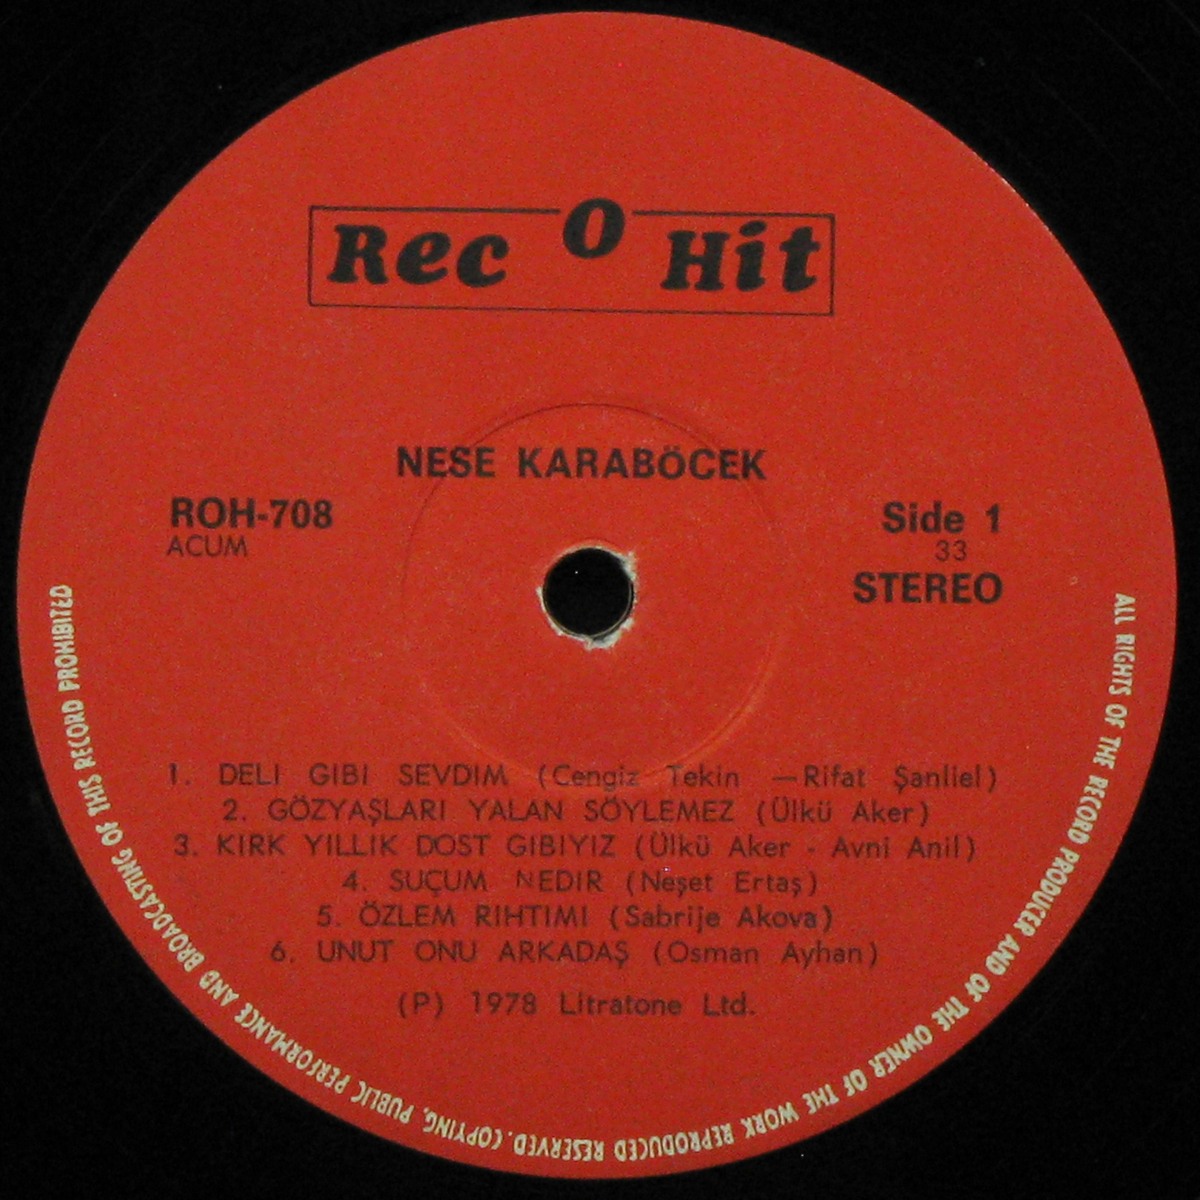 Rec O Hit
NESE KARABÖCEK
ROH-708
ACUM
Side 1
33
STEREO
1. DELI GIBI SEVDIM (Cengiz Tekin —Rifat Şanliel)
2. GÖZYAŞLARI YALAN SÖYLEMEZ (Ülkü Aker)
3. KIRK YILLIK DOST GIBIYIZ (Ülkü Aker - Avni Anil)
4. SUÇUM NEDIR (Neşet Ertaş)
5. ÖZLEM RIHTIMI (Sabrije Akova)
6. UNUT ONU ARKADAŞ (Osman Ayhan)
(P) 1978 Litratone Ltd.
ALL RIGHTS OF THE RECORD PRODUCER AND OF THE OWNER OF THE WORK REPRODUCED RESERVED. COPYING, PUBLIC PERFORMANCE AND BROADCASTING OF THIS RECORD PROHIBITED